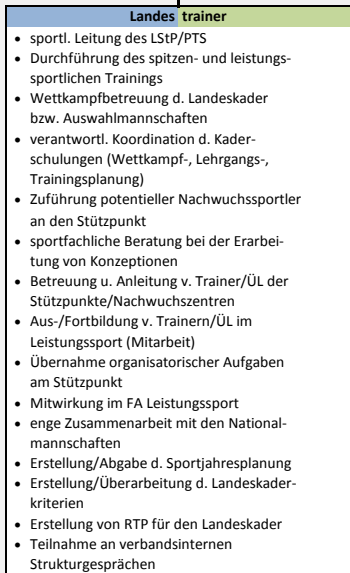 Landes trainer
• sportl. Leitung des LStP/PTS
• Durchführung des spitzen- und leistungs-
sportlichen Trainings
• Wettkampfbetreuung d. Landeskader
bzw. Auswahlmannschaften
• verantwortl. Koordination d. Kader-
schulungen (Wettkampf-, Lehrgangs-,
Trainingsplanung)
• Zuführung potentieller Nachwuchssportler
an den Stützpunkt
• sportfachliche Beratung bei der Erarbei-
tung von Konzeptionen
• Betreuung u. Anleitung v. Trainer/ÜL der
Stützpunkte/Nachwuchszentren
• Aus-/Fortbildung v. Trainern/ÜL im
Leistungssport (Mitarbeit)
• Übernahme organisatorischer Aufgaben
am Stützpunkt
• Mitwirkung im FA Leistungssport
• enge Zusammenarbeit mit den National-
mannschaften
• Erstellung/Abgabe d. Sportjahresplanung
• Erstellung/Überarbeitung d. Landeskader-
kriterien
• Erstellung von RTP für den Landeskader
• Teilnahme an verbandsinternen
Strukturgesprächen